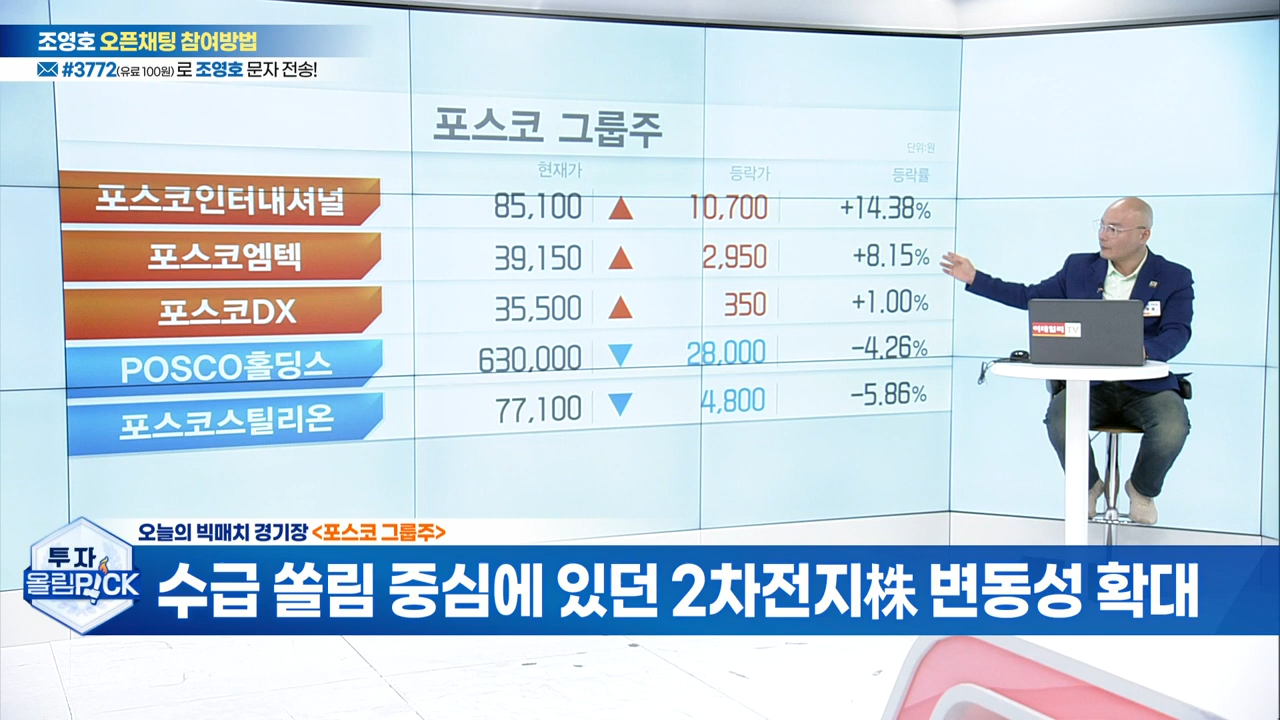 조영호 오픈채팅 참여방법
#3772(유료 100원)로 조영호 문자 전송!
포스코 그룹주
단위:원
현재가 등락가 등락률
포스코인터내셔널 85,100 ▲ 10,700 +14.38%
포스코엠텍 39,150 ▲ 2,950 +8.15%
포스코DX 35,500 ▲ 350 +1.00%
POSCO홀딩스 630,000 ▼ 28,000 -4.26%
포스코스틸리온 77,100 ▼ 4,800 -5.86%
이데일리TV
오늘의 빅매치 경기장 <포스코 그룹주>
투자
올림P!CK
수급 쏠림 중심에 있던 2차전지株 변동성 확대